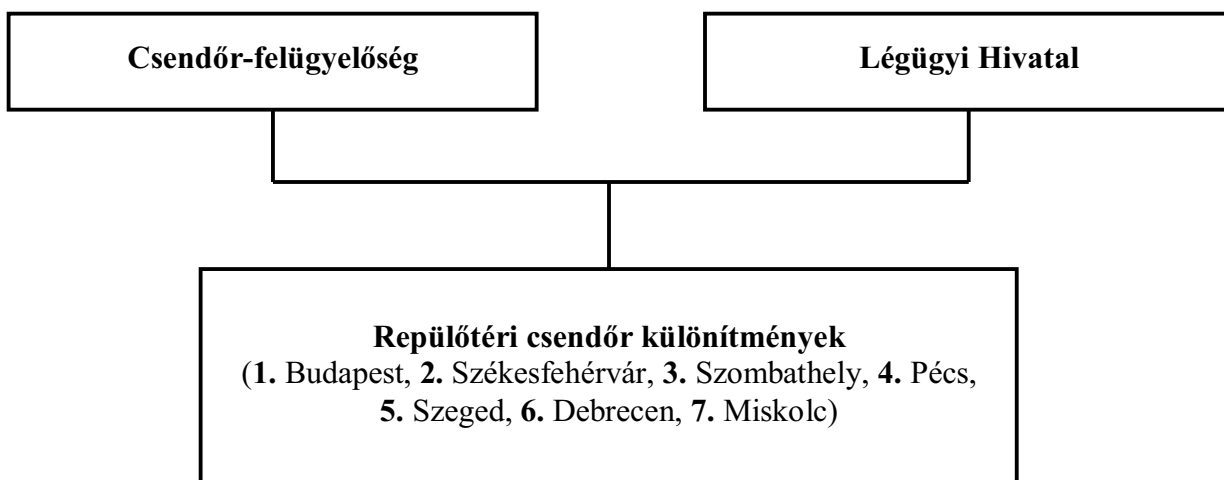 Csendőr-felügyelőség
Légügyi Hivatal
Repülőtéri csendőr különítmények
(1. Budapest, 2. Székesfehérvár, 3. Szombathely, 4. Pécs,
5. Szeged, 6. Debrecen, 7. Miskolc)